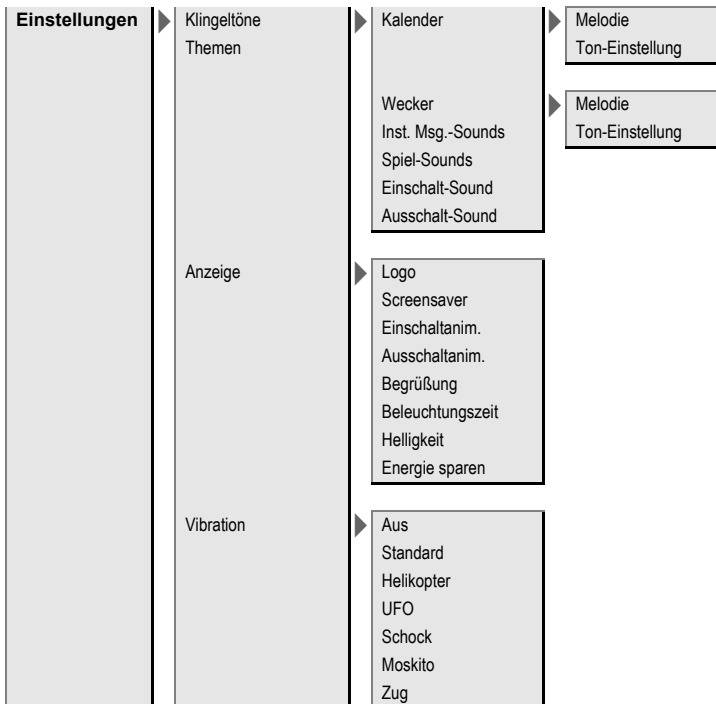 Einstellungen Klingeltöne Kalender Melodie
Themen Ton-Einstellung
Wecker Melodie
Inst. Msg.-Sounds Ton-Einstellung
Spiel-Sounds
Einschalt-Sound
Ausschalt-Sound
Anzeige Logo
Screensaver
Einschaltanim.
Ausschaltanim.
Begrüßung
Beleuchtungszeit
Helligkeit
Energie sparen
Vibration Aus
Standard
Helikopter
UFO
Schock
Moskito
Zug